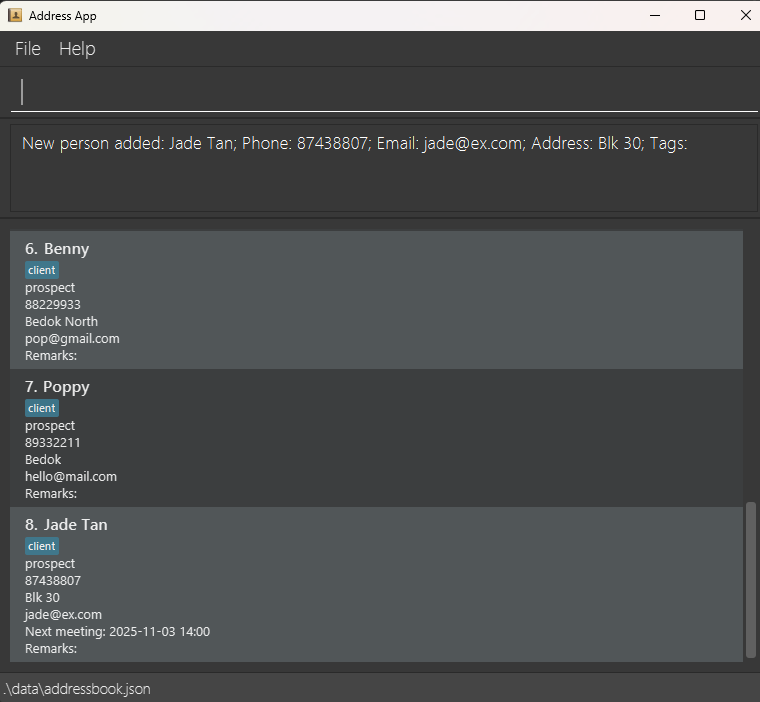 Address App
File Help
New person added: Jade Tan; Phone: 87438807; Email: jade@ex.com; Address: Blk 30; Tags:
6. Benny
client
prospect
88229933
Bedok North
pop@gmail.com
Remarks:
7. Poppy
client
prospect
89332211
Bedok
hello@mail.com
Remarks:
8. Jade Tan
client
prospect
87438807
Blk 30
jade@ex.com
Next meeting: 2025-11-03 14:00
Remarks:
.\data\addressbook.json